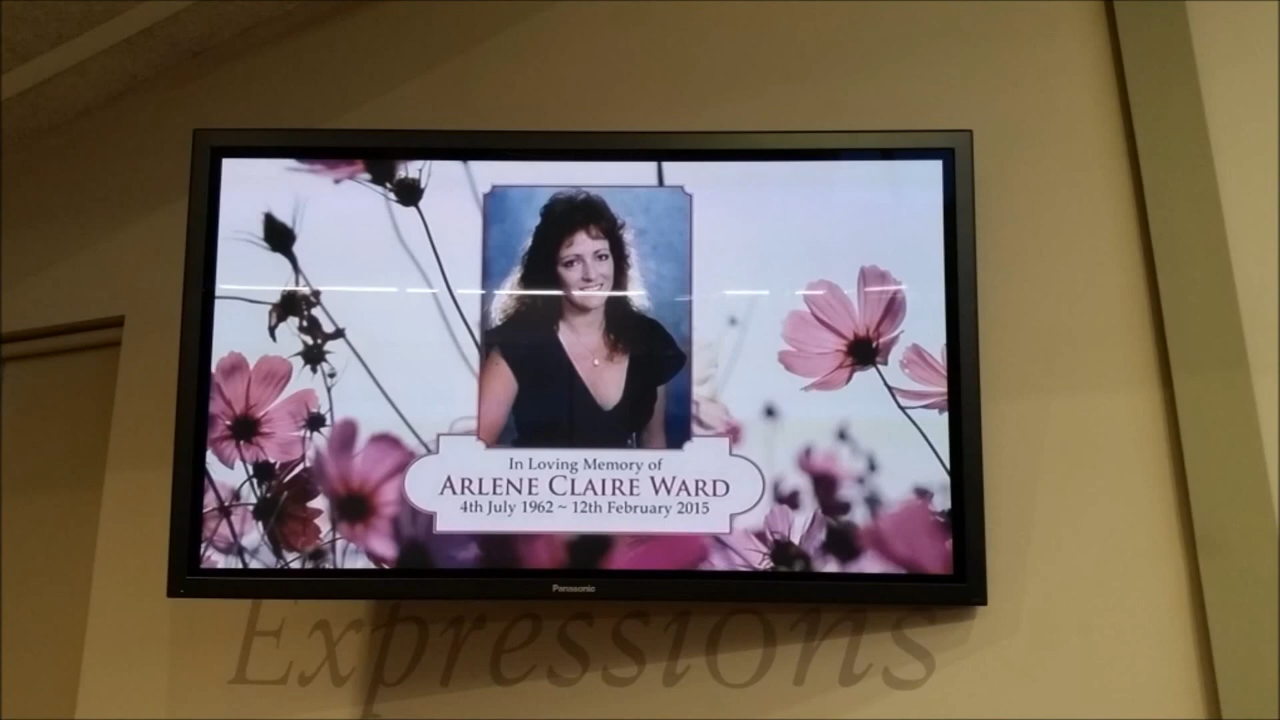 In Loving Memory of
ARLENE CLAIRE WARD
4th July 1962 ~ 12th February 2015
Panasonic
Expressions